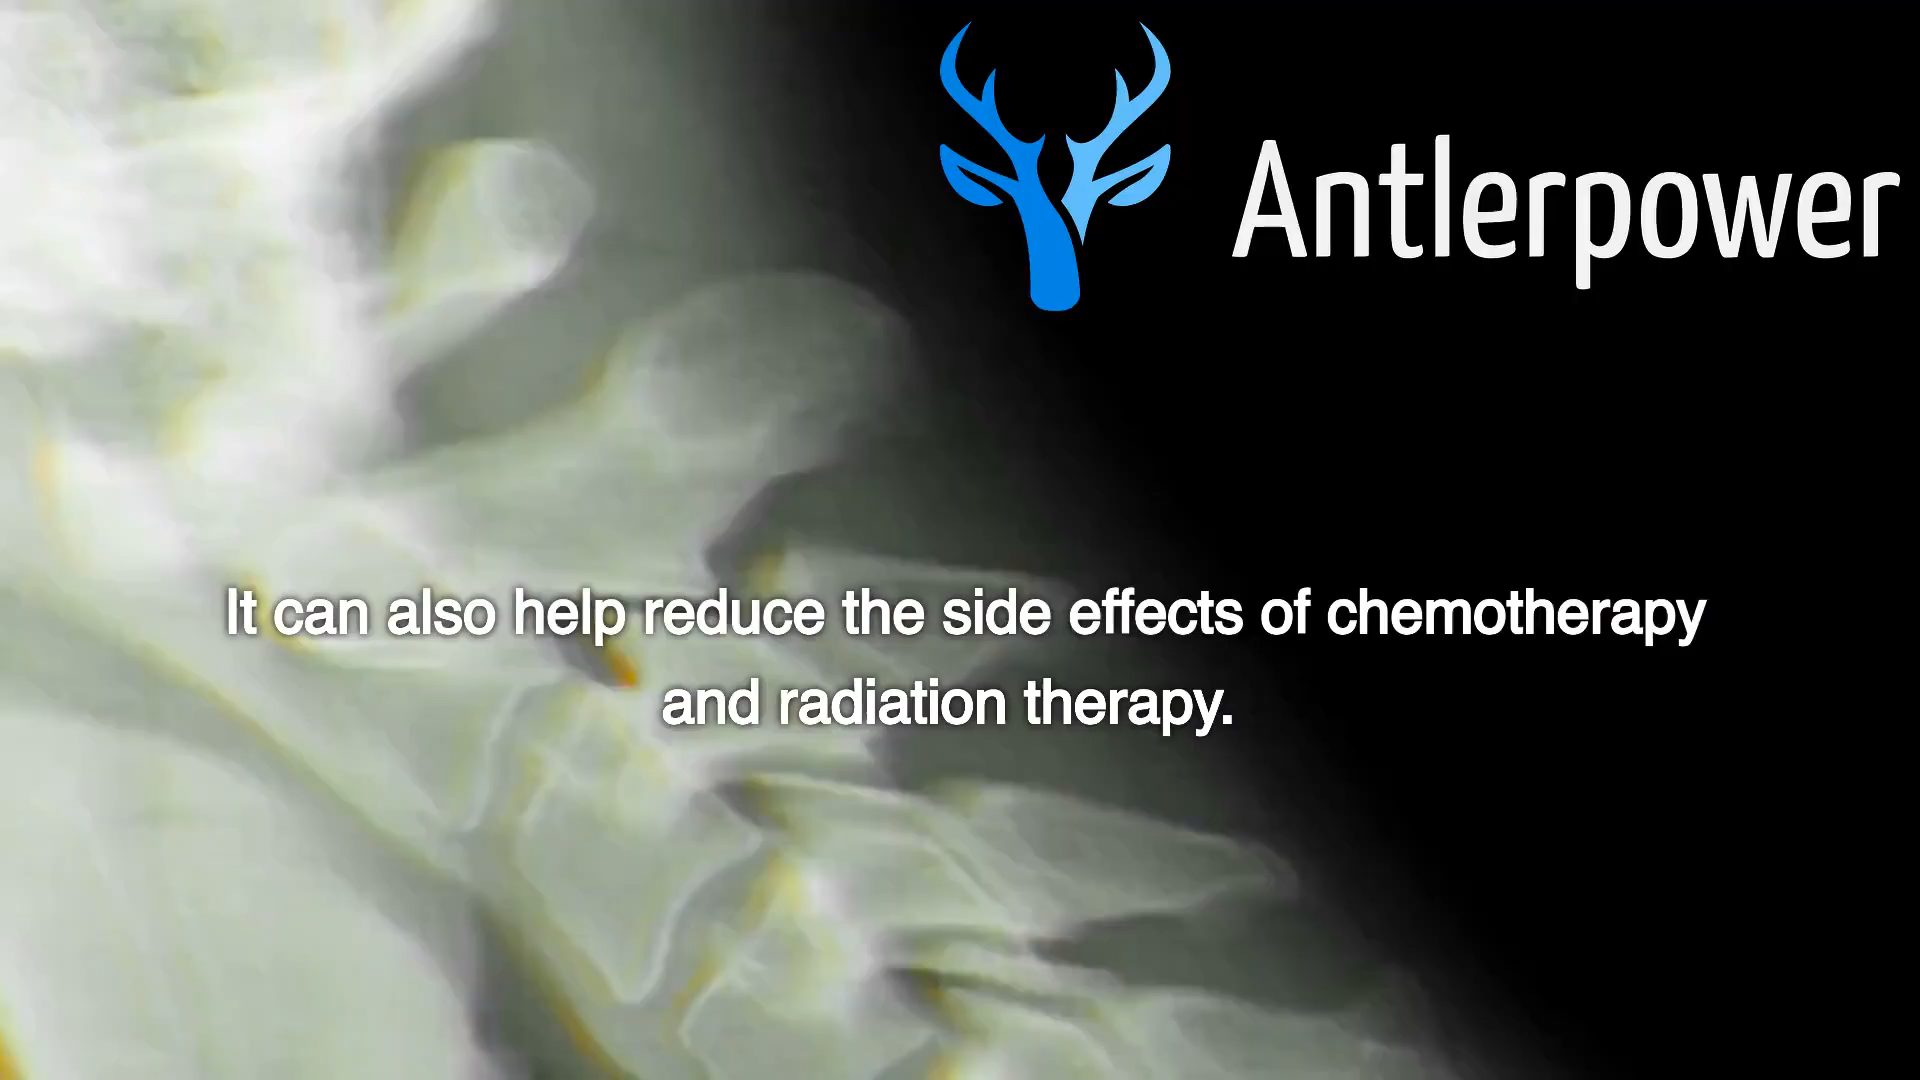 Antlerpower
It can also help reduce the side effects of chemotherapy
and radiation therapy.